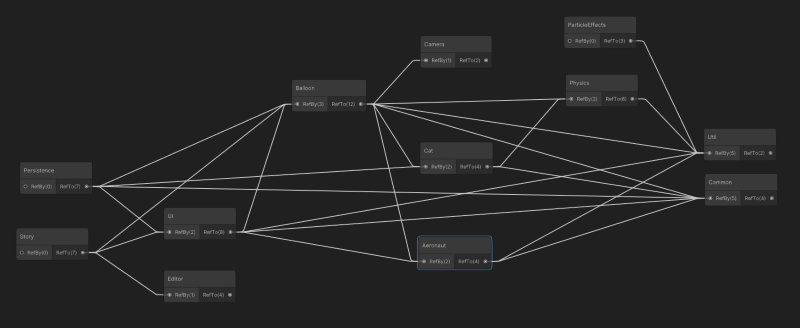 ParticleEffects
RefBy(0) RefTo(3)
Camera
RefBy(1) RefTo(2)
Physics
RefBy(2) RefTo(6)
Balloon
RefBy(3) RefTo(12)
Util
RefBy(6) RefTo(2)
Cat
RefBy(2) RefTo(4)
Persistence
RefBy(0) RefTo(7)
Common
RefBy(5) RefTo(4)
UI
RefBy(2) RefTo(8)
Story
RefBy(0) RefTo(7)
Aeronaut
RefBy(2) RefTo(4)
Editor
RefBy(1) RefTo(4)